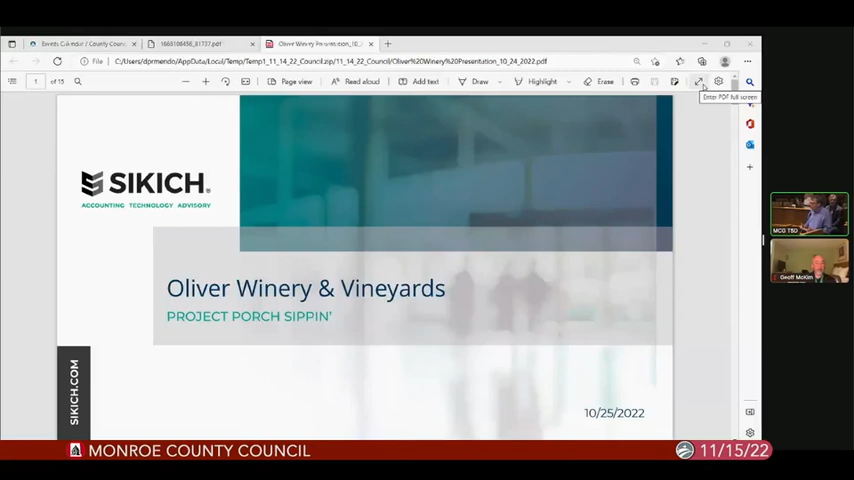 Events Calendar / County Counc
1668108456_81737.pdf
Oliver Winery Presentation_10_
File
C:/Users/dprmendo/AppData/Local/Temp/Temp1_11_14_22_Council.zip/11_14_22_Council/Oliver%20Winery%20Presentation_10_24_2022.pdf
1 of 15
Page view
Read aloud
Add text
Draw
Highlight
Erase
Enter PDF full screen
SIKICH®
ACCOUNTING TECHNOLOGY ADVISORY
Oliver Winery & Vineyards
PROJECT PORCH SIPPIN'
SIKICH.COM
10/25/2022
MCG TSD
Geoff McKim
MONROE COUNTY COUNCIL
11/15/22